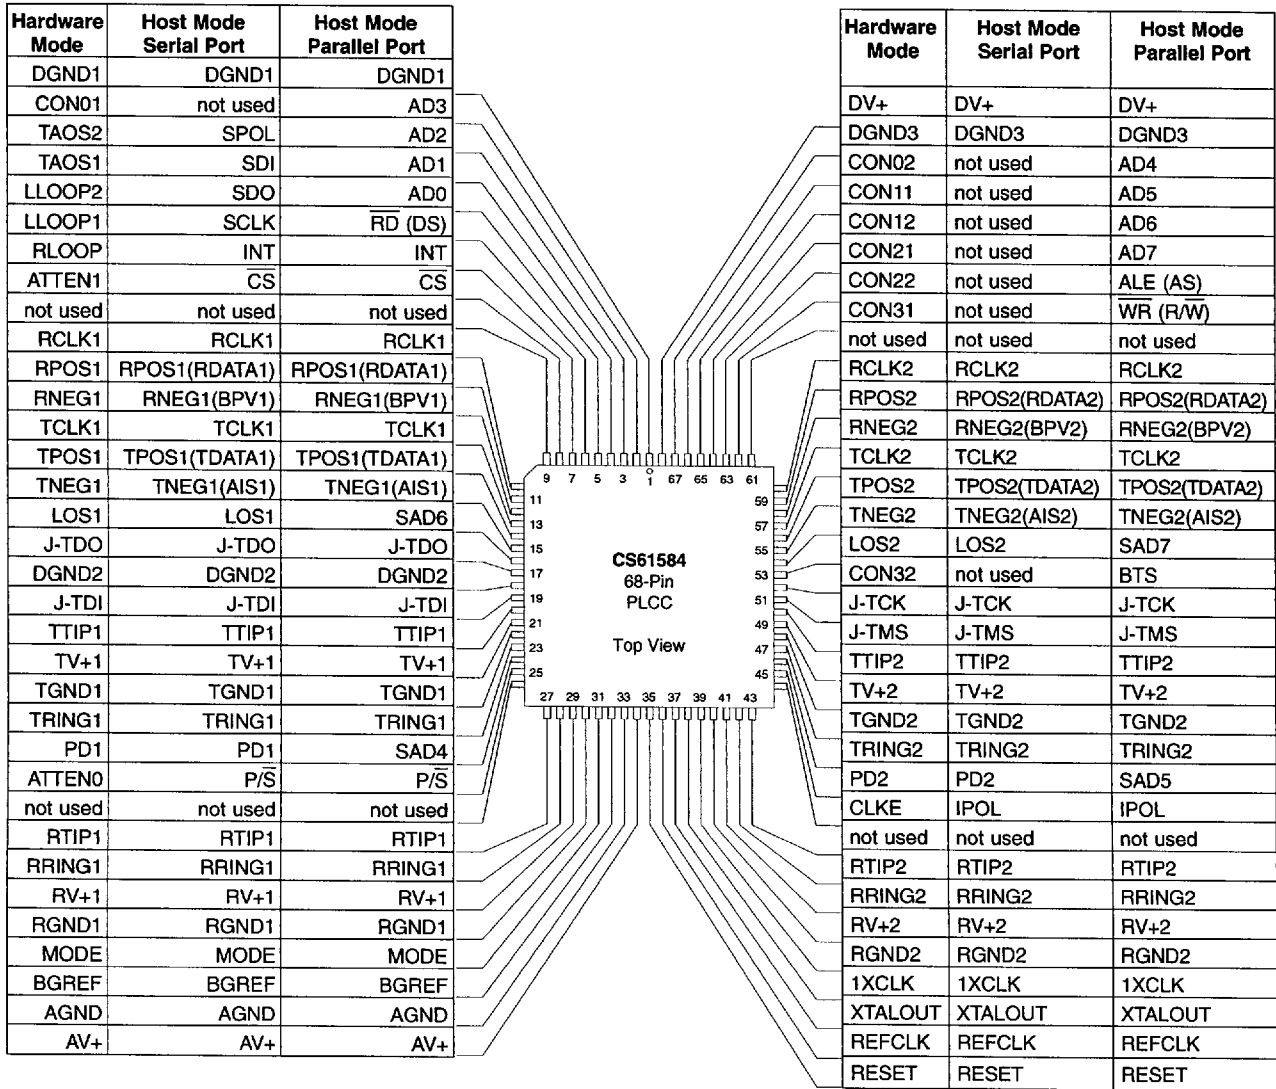 Hardware Mode Host Mode Serial Port Host Mode Parallel Port
DGND1 DGND1 DGND1
CON01 not used AD3
TAOS2 SPOL AD2
TAOS1 SDI AD1
LLOOP2 SDO AD0
LLOOP1 SCLK R̅D̅ (DS)
RLOOP INT INT
ATTEN1 C̅S̅ C̅S̅
not used not used not used
RCLK1 RCLK1 RCLK1
RPOS1 RPOS1(RDATA1) RPOS1(RDATA1)
RNEG1 RNEG1(BPV1) RNEG1(BPV1)
TCLK1 TCLK1 TCLK1
TPOS1 TPOS1(TDATA1) TPOS1(TDATA1)
TNEG1 TNEG1(AIS1) TNEG1(AIS1)
LOS1 LOS1 SAD6
J-TDO J-TDO J-TDO
DGND2 DGND2 DGND2
J-TDI J-TDI J-TDI
TTIP1 TTIP1 TTIP1
TV+1 TV+1 TV+1
TGND1 TGND1 TGND1
TRING1 TRING1 TRING1
PD1 PD1 SAD4
ATTEN0 P/S̅ P/S̅
not used not used not used
RTIP1 RTIP1 RTIP1
RRING1 RRING1 RRING1
RV+1 RV+1 RV+1
RGND1 RGND1 RGND1
MODE MODE MODE
BGREF BGREF BGREF
AGND AGND AGND
AV+ AV+ AV+
9 7 5 3 1 67 65 63 61
11
13
15
17
19
21
23
25
CS61584
68-Pin
PLCC
Top View
59
57
55
53
51
49
47
45
27 29 31 33 35 37 39 41 43
Hardware Mode Host Mode Serial Port Host Mode Parallel Port
DV+ DV+ DV+
DGND3 DGND3 DGND3
CON02 not used AD4
CON11 not used AD5
CON12 not used AD6
CON21 not used AD7
CON22 not used ALE (AS)
CON31 not used W̅R̅ (R/W̅)
not used not used not used
RCLK2 RCLK2 RCLK2
RPOS2 RPOS2(RDATA2) RPOS2(RDATA2)
RNEG2 RNEG2(BPV2) RNEG2(BPV2)
TCLK2 TCLK2 TCLK2
TPOS2 TPOS2(TDATA2) TPOS2(TDATA2)
TNEG2 TNEG2(AIS2) TNEG2(AIS2)
LOS2 LOS2 SAD7
CON32 not used BTS
J-TCK J-TCK J-TCK
J-TMS J-TMS J-TMS
TTIP2 TTIP2 TTIP2
TV+2 TV+2 TV+2
TGND2 TGND2 TGND2
TRING2 TRING2 TRING2
PD2 PD2 SAD5
CLKE IPOL IPOL
not used not used not used
RTIP2 RTIP2 RTIP2
RRING2 RRING2 RRING2
RV+2 RV+2 RV+2
RGND2 RGND2 RGND2
1XCLK 1XCLK 1XCLK
XTALOUT XTALOUT XTALOUT
REFCLK REFCLK REFCLK
RESET RESET RESET